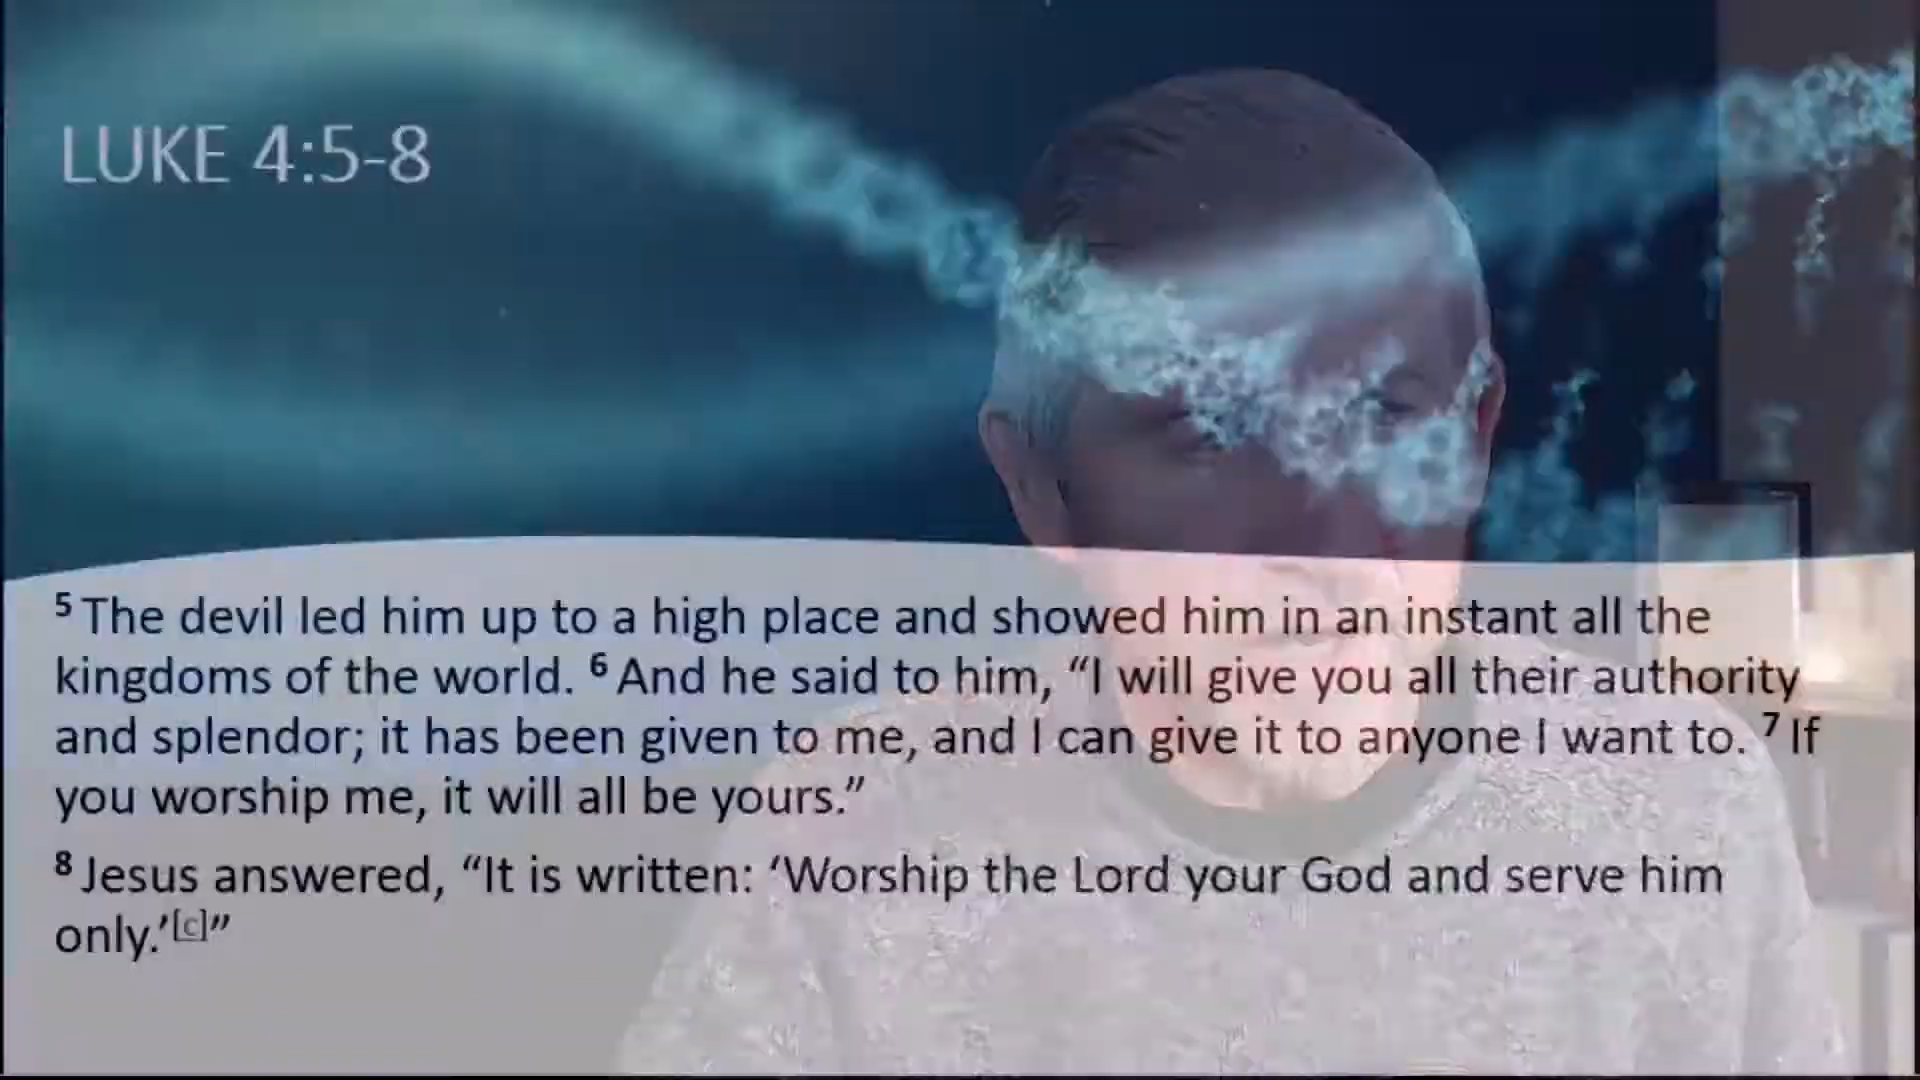 LUKE 4:5-8
5 The devil led him up to a high place and showed him in an instant all the
kingdoms of the world. 6 And he said to him, “I will give you all their authority
and splendor; it has been given to me, and I can give it to anyone I want to. 7 If
you worship me, it will all be yours.”
8 Jesus answered, “It is written: ‘Worship the Lord your God and serve him
only.’[c]”